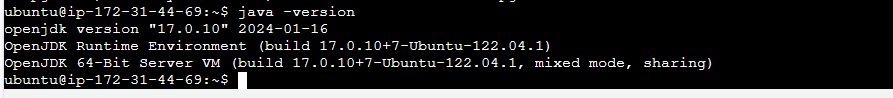 ubuntu@ip-172-31-44-69:~$ java -version
openjdk version "17.0.10" 2024-01-16
OpenJDK Runtime Environment (build 17.0.10+7-Ubuntu-122.04.1)
OpenJDK 64-Bit Server VM (build 17.0.10+7-Ubuntu-122.04.1, mixed mode, sharing)
ubuntu@ip-172-31-44-69:~$